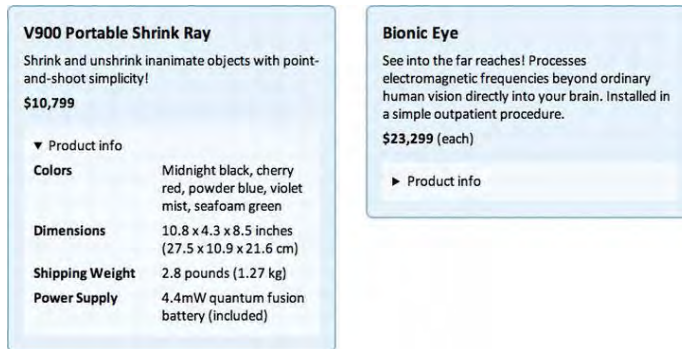 V900 Portable Shrink Ray
Shrink and unshrink inanimate objects with point-
and-shoot simplicity!
$10,799
▼ Product info
Colors Midnight black, cherry
red, powder blue, violet
mist, seafoam green
Dimensions 10.8 x 4.3 x 8.5 inches
(27.5 x 10.9 x 21.6 cm)
Shipping Weight 2.8 pounds (1.27 kg)
Power Supply 4.4mW quantum fusion
battery (included)
Bionic Eye
See into the far reaches! Processes
electromagnetic frequencies beyond ordinary
human vision directly into your brain. Installed in
a simple outpatient procedure.
$23,299 (each)
► Product info